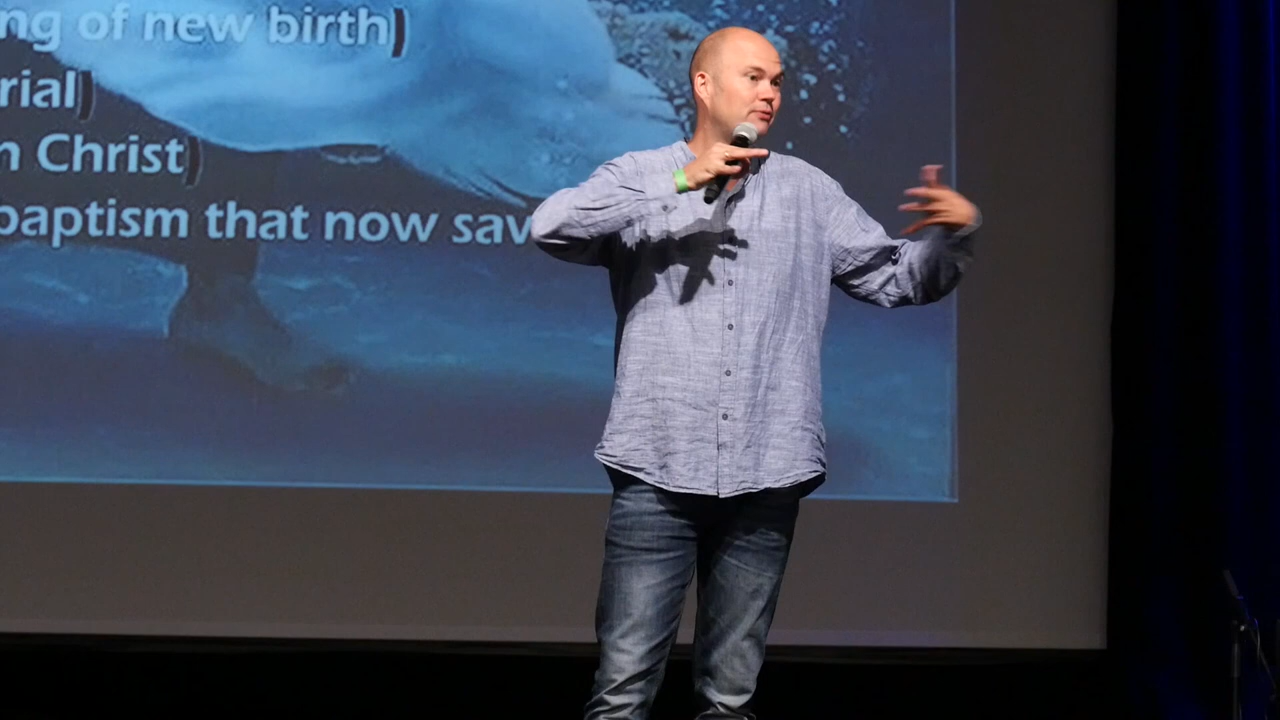 ng of new birth)
rial)
n Christ)
baptism that now sav